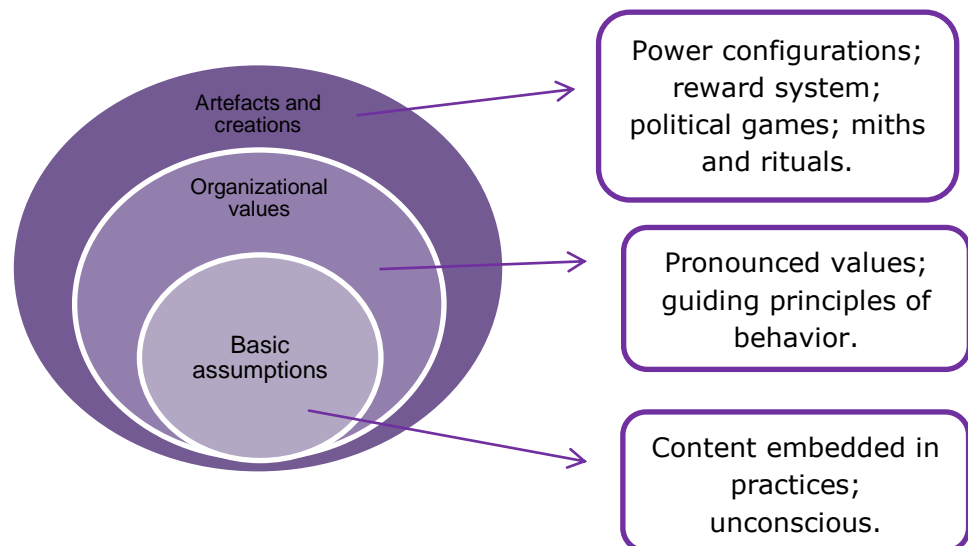 Artefacts and
creations
Power configurations;
reward system;
political games; miths
and rituals.
Organizational
values
Pronounced values;
guiding principles of
behavior.
Basic
assumptions
Content embedded in
practices;
unconscious.